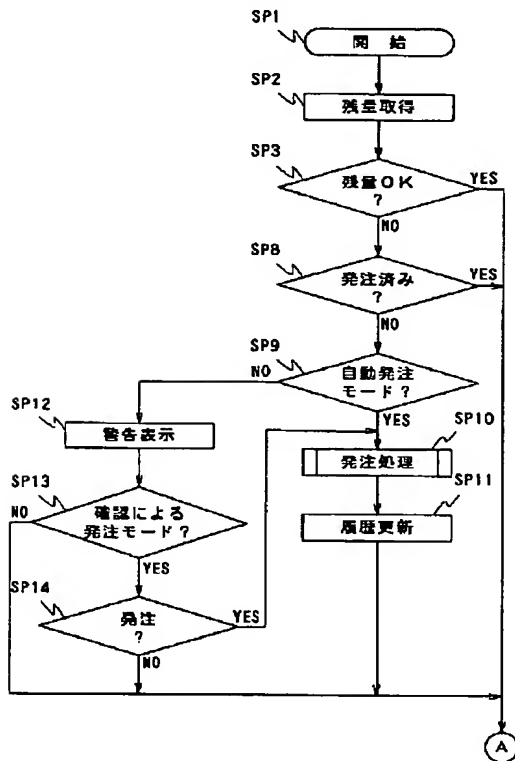 SP1
開 始
SP2
残量取得
SP3
残量OK
?
YES
NO
SP8
発注済み
?
YES
NO
SP9
自動発注
モード?
NO
YES
SP12
警告表示
SP10
発注処理
SP13
確認による
発注モード?
NO
YES
SP11
履歴更新
SP14
発注
?
YES
NO
A